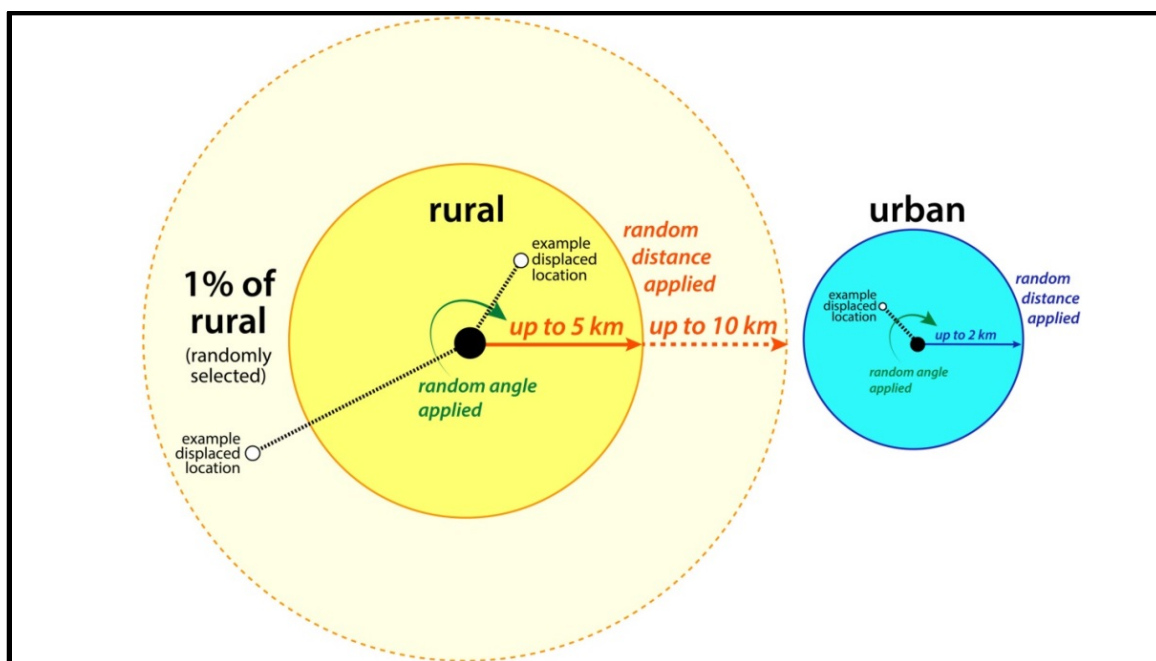 rural
example
displaced
location
random
distance
applied
1% of
rural
(randomly
selected)
up to 5 km
up to 10 km
random angle
applied
example
displaced
location
urban
example
displaced
location
random
distance
applied
up to 2 km
random angle
applied